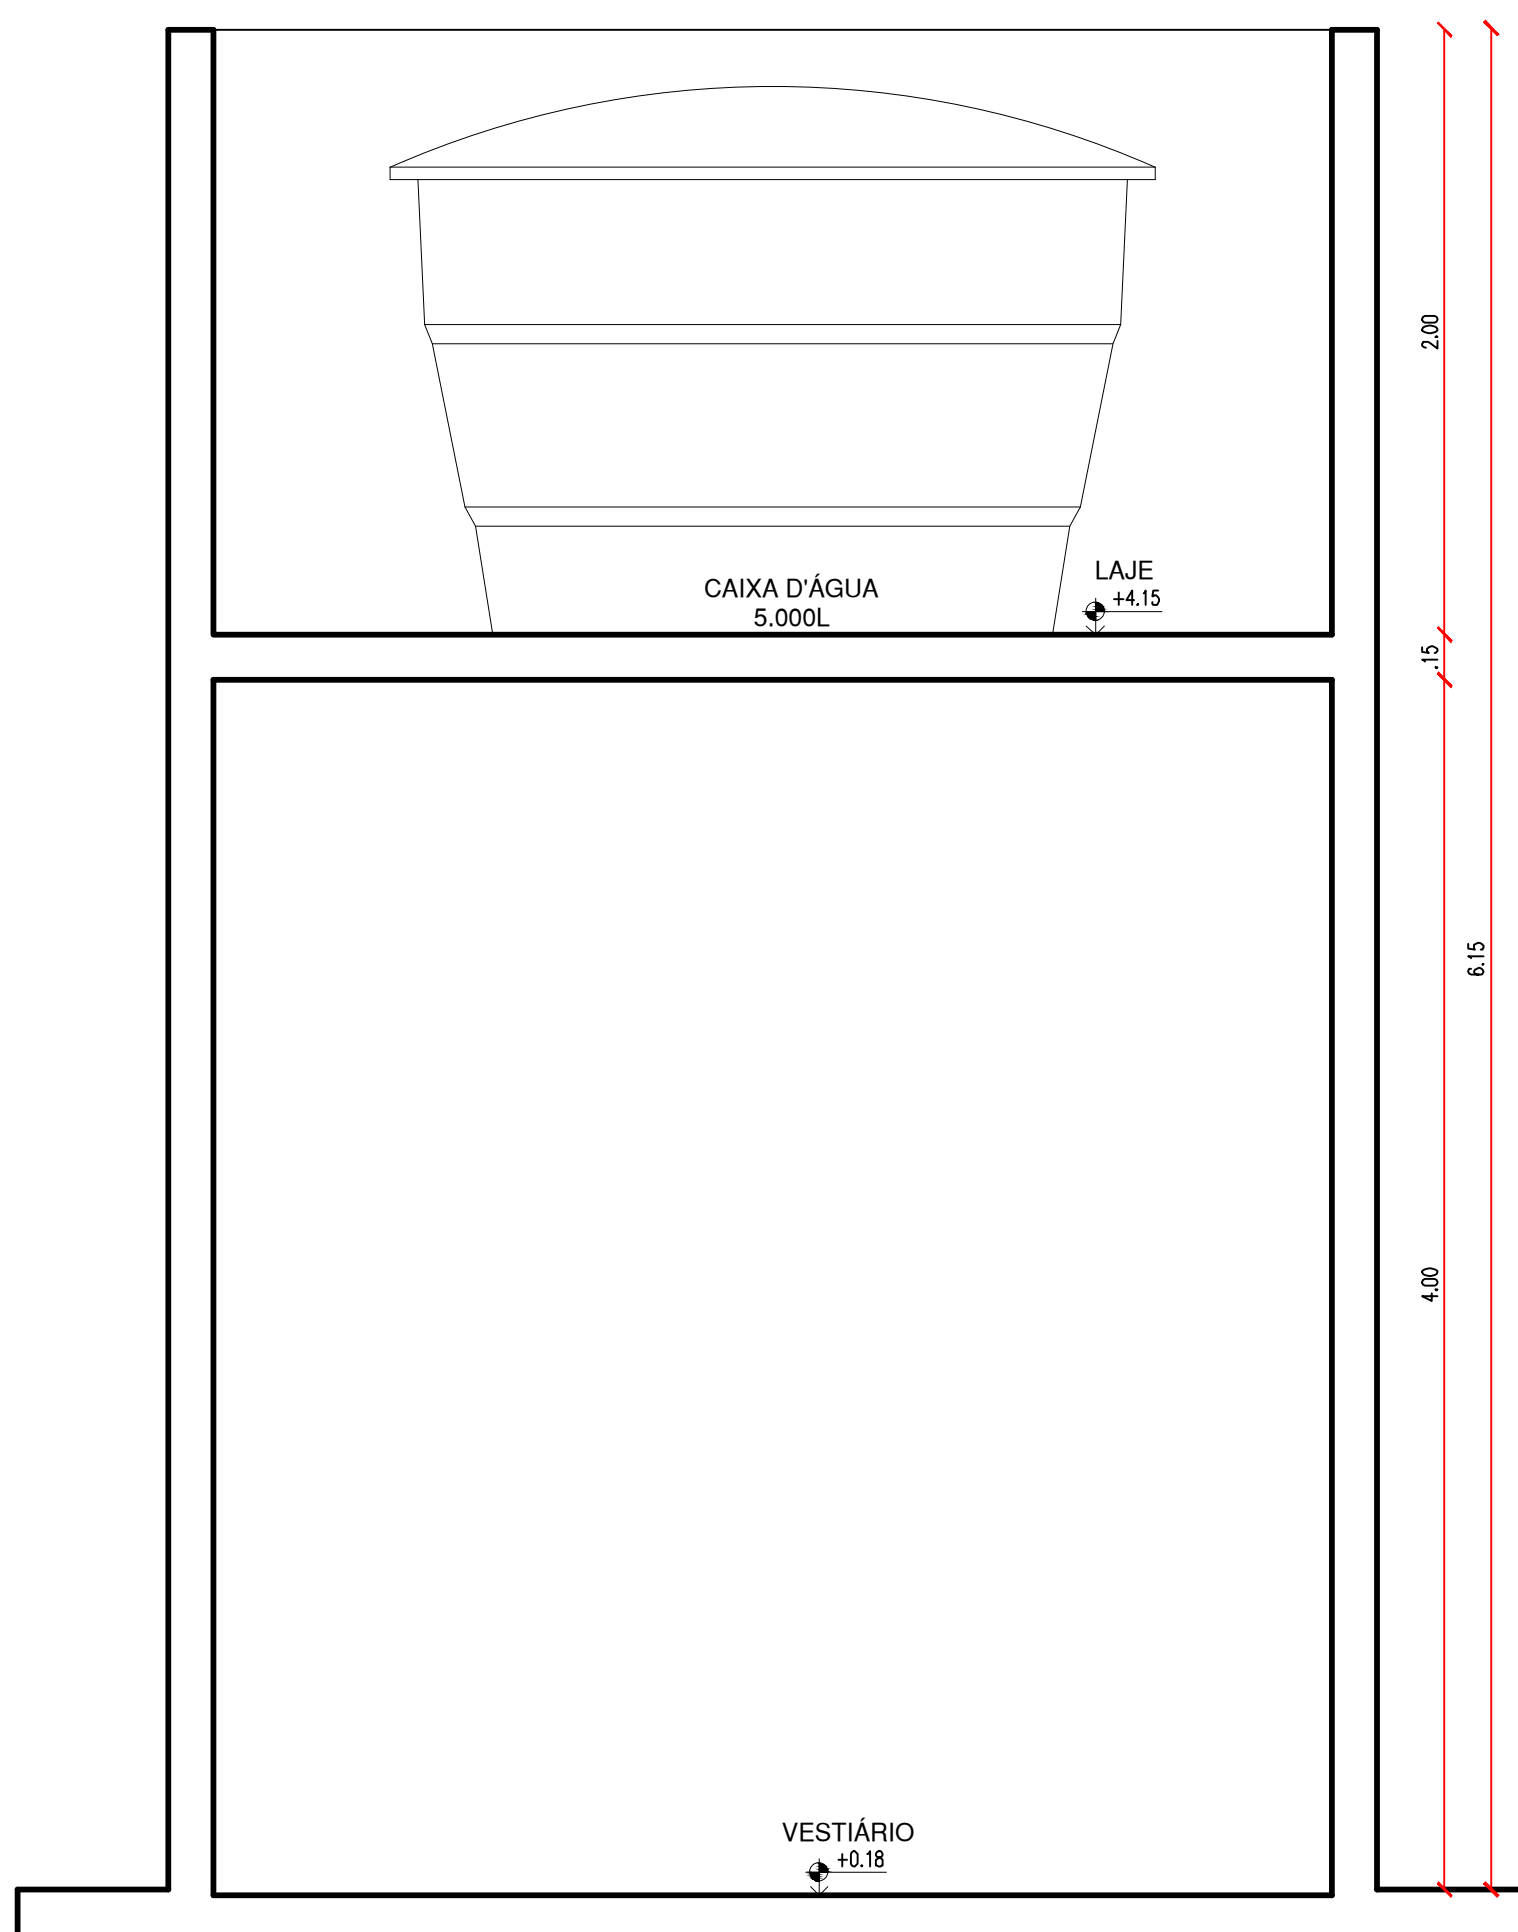 2.00
CAIXA D'ÁGUA
5.000L
LAJE
+4.15
.15
6.15
4.00
VESTIÁRIO
+0.18